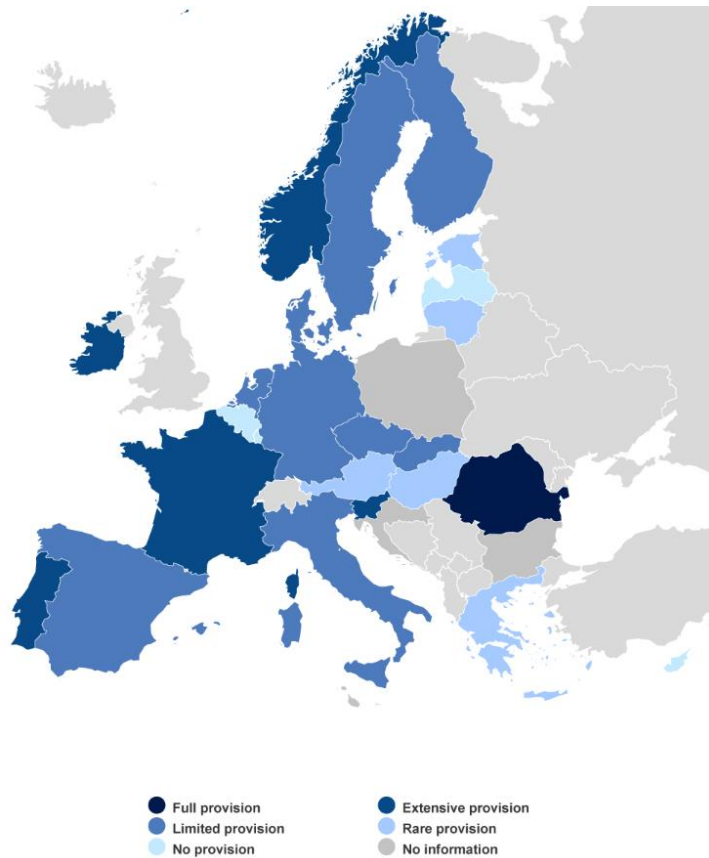 Full provision
Extensive provision
Limited provision
Rare provision
No provision
No information